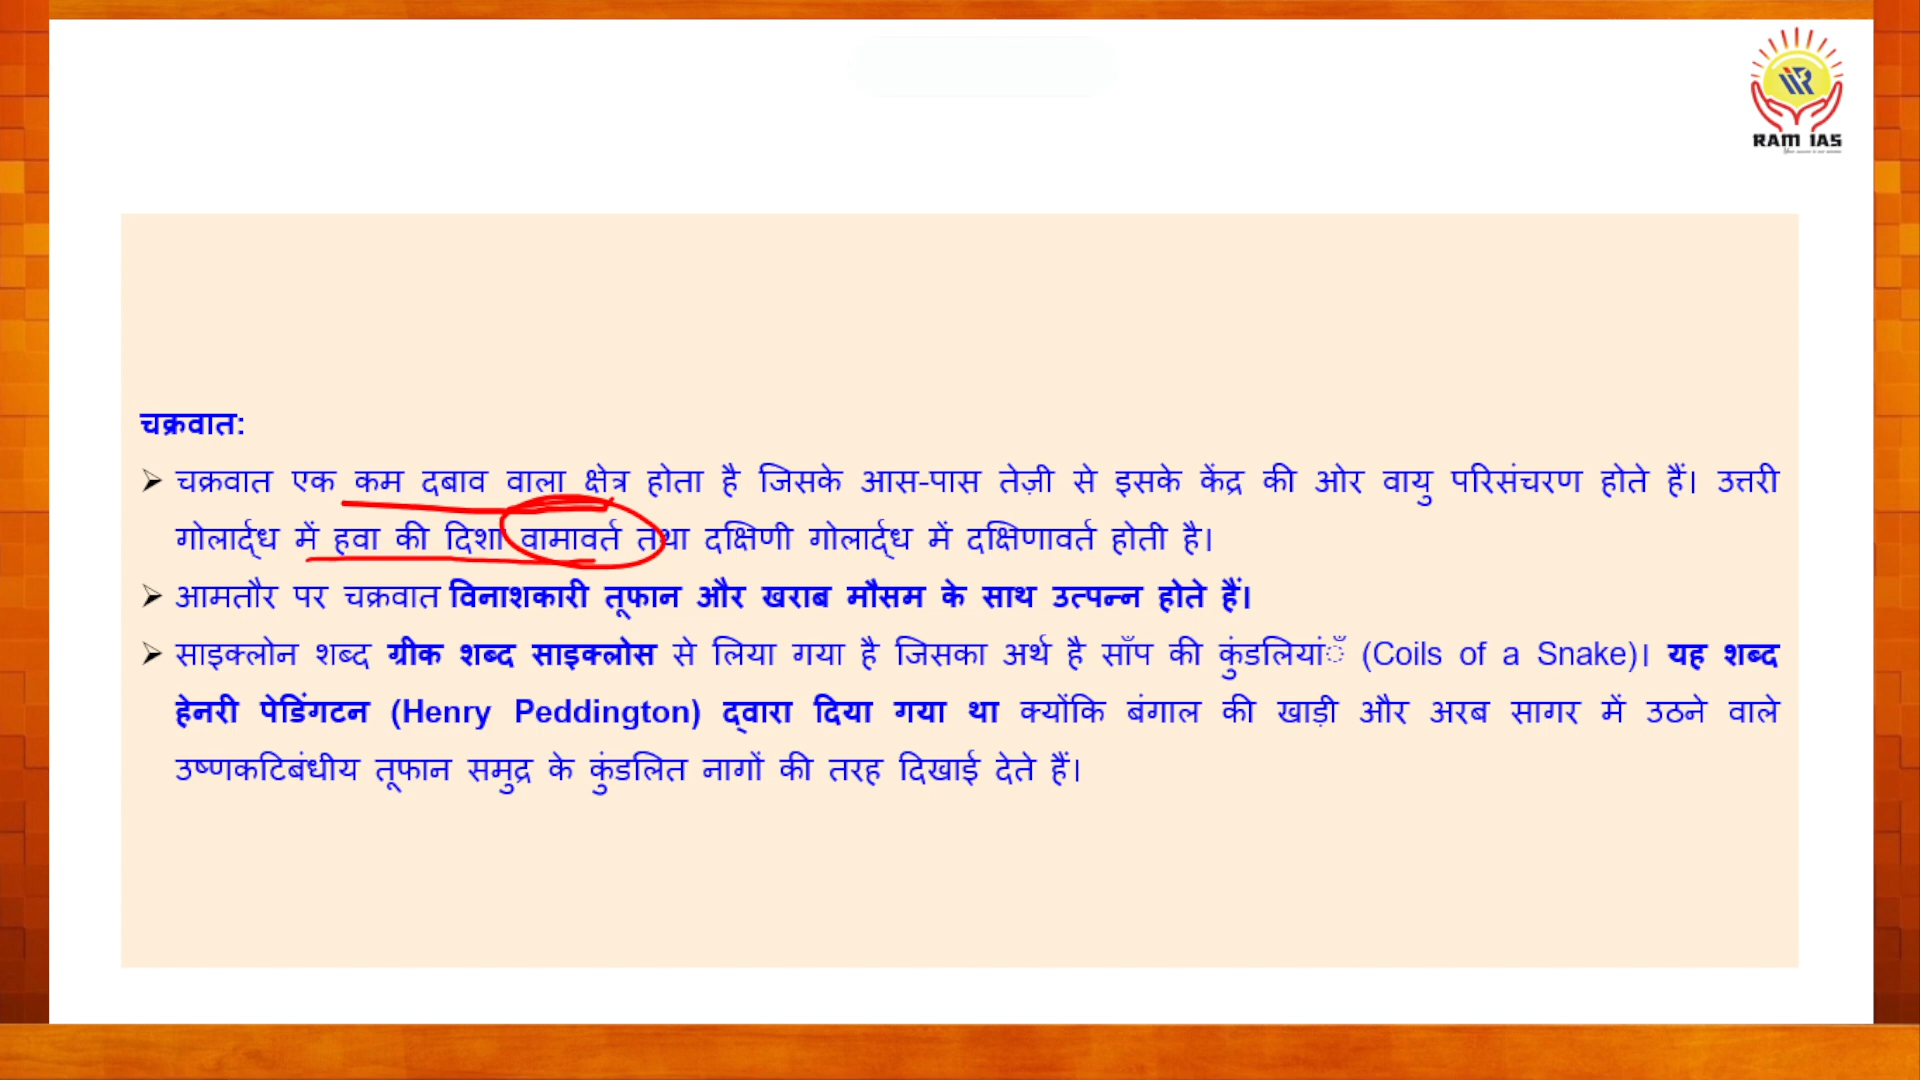 RAM IAS
चक्रवात:
➢ चक्रवात एक कम दबाव वाला क्षेत्र होता है जिसके आस-पास तेज़ी से इसके केंद्र की ओर वायु परिसंचरण होते हैं। उत्तरी
गोलार्द्ध में हवा की दिशा वामावर्त तथा दक्षिणी गोलार्द्ध में दक्षिणावर्त होती है।
➢ आमतौर पर चक्रवात विनाशकारी तूफान और खराब मौसम के साथ उत्पन्न होते हैं।
➢ साइक्लोन शब्द ग्रीक शब्द साइक्लोस से लिया गया है जिसका अर्थ है साँप की कुंडलियांँ (Coils of a Snake)। यह शब्द
हेनरी पेडिंगटन (Henry Peddington) द्वारा दिया गया था क्योंकि बंगाल की खाड़ी और अरब सागर में उठने वाले
उष्णकटिबंधीय तूफान समुद्र के कुंडलित नागों की तरह दिखाई देते हैं।